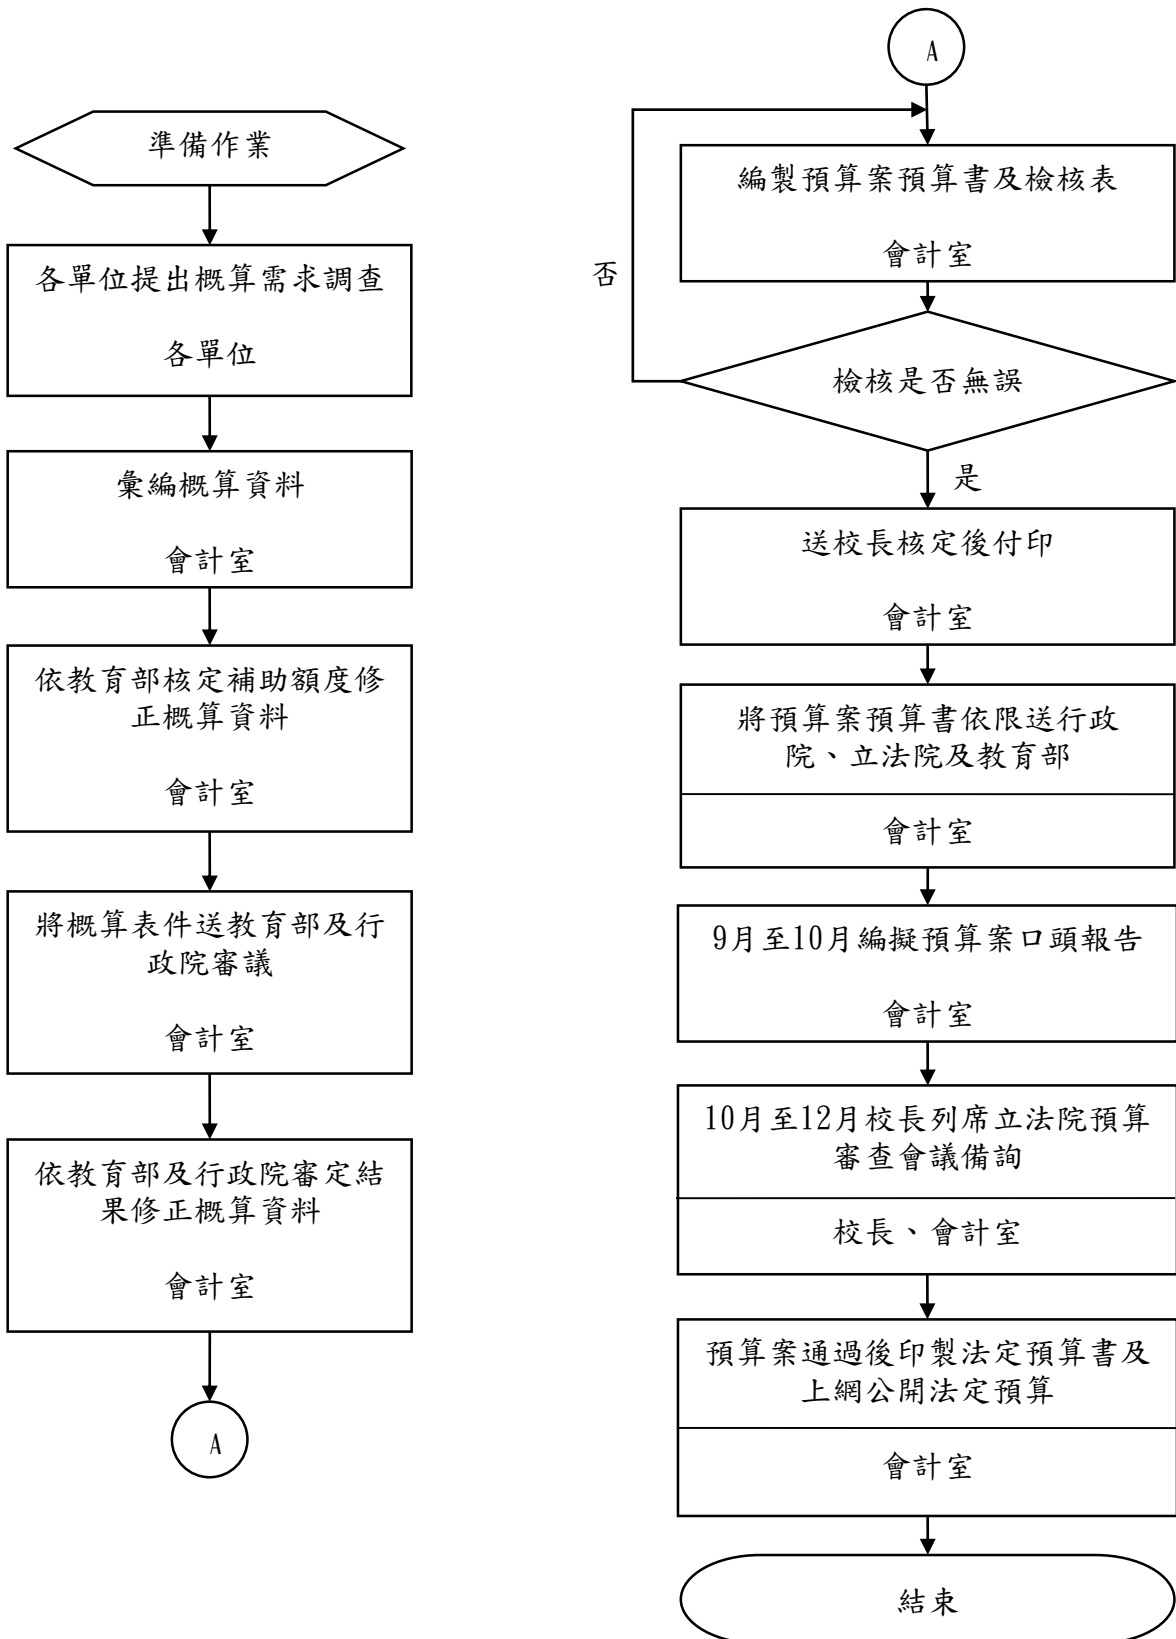 準備作業
各單位提出概算需求調查
各單位
彙編概算資料
會計室
依教育部核定補助額度修
正概算資料
會計室
將概算表件送教育部及行
政院審議
會計室
依教育部及行政院審定結
果修正概算資料
會計室
A
A
編製預算案預算書及檢核表
會計室
否
檢核是否無誤
是
送校長核定後付印
會計室
將預算案預算書依限送行政
院、立法院及教育部
會計室
9月至10月編擬預算案口頭報告
會計室
10月至12月校長列席立法院預算
審查會議備詢
校長、會計室
預算案通過後印製法定預算書及
上網公開法定預算
會計室
結束